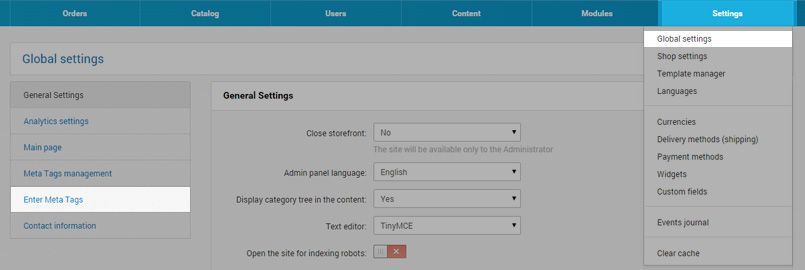 Orders Catalog Users Content Modules Settings
Global settings
General Settings
Analytics settings
Main page
Meta Tags management
Enter Meta Tags
Contact information
General Settings
Close storefront: No
The site will be available only to the Administrator
Admin panel language: English
Display category tree in the content: Yes
Text editor: TinyMCE
Open the site for indexing robots:
Global settings
Shop settings
Template manager
Languages
Currencies
Delivery methods (shipping)
Payment methods
Widgets
Custom fields
Events journal
Clear cache